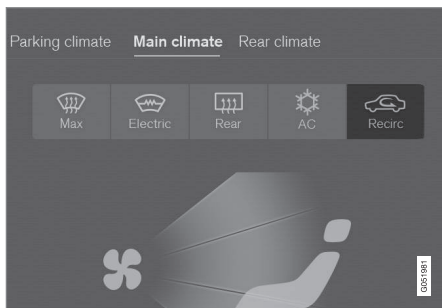 Parking climate Main climate Rear climate
Max Electric Rear AC Recirc
G051981